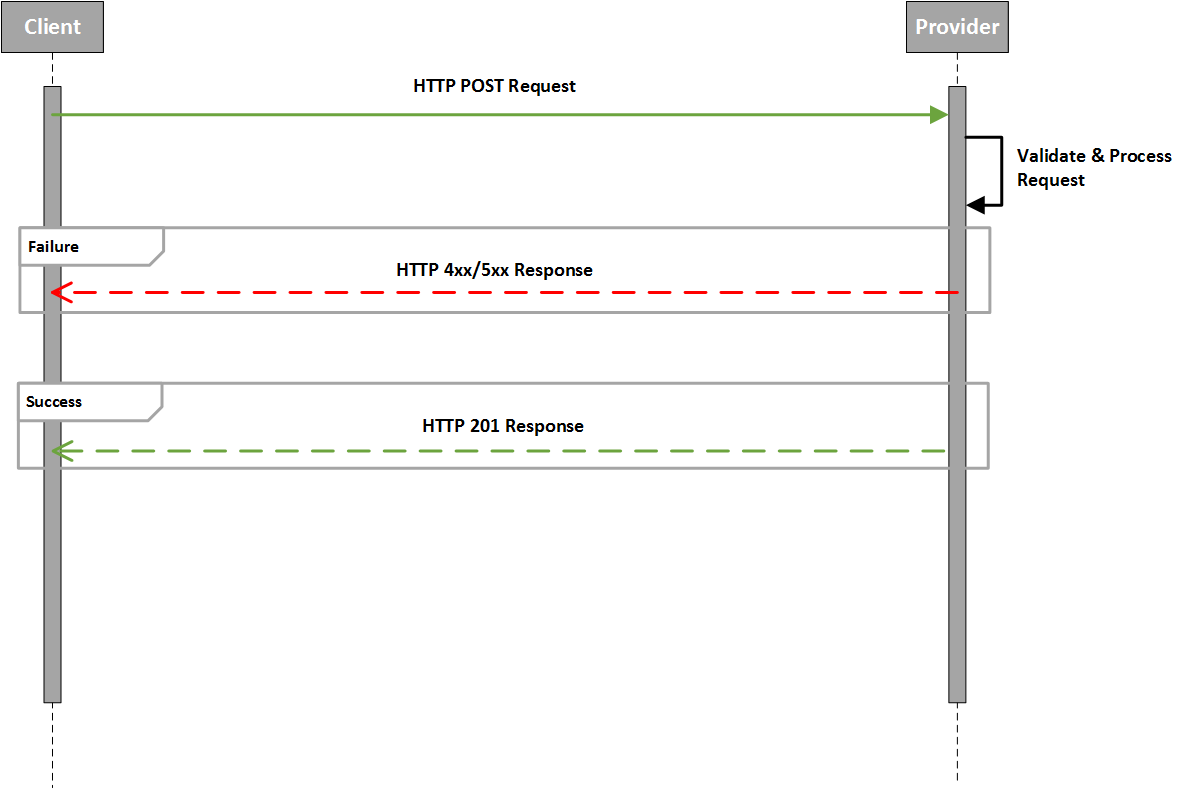 Client
Provider
HTTP POST Request
Validate & Process
Request
Failure
HTTP 4xx/5xx Response
Success
HTTP 201 Response